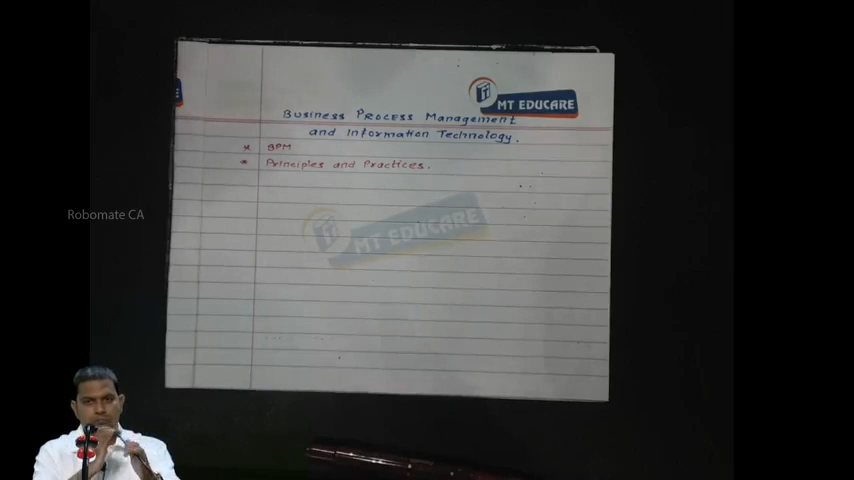 MT EDUCARE
Business Process Management
and Information Technology.
* BPM
* Principles and Practices.
Robomate CA
MT EDUCARE